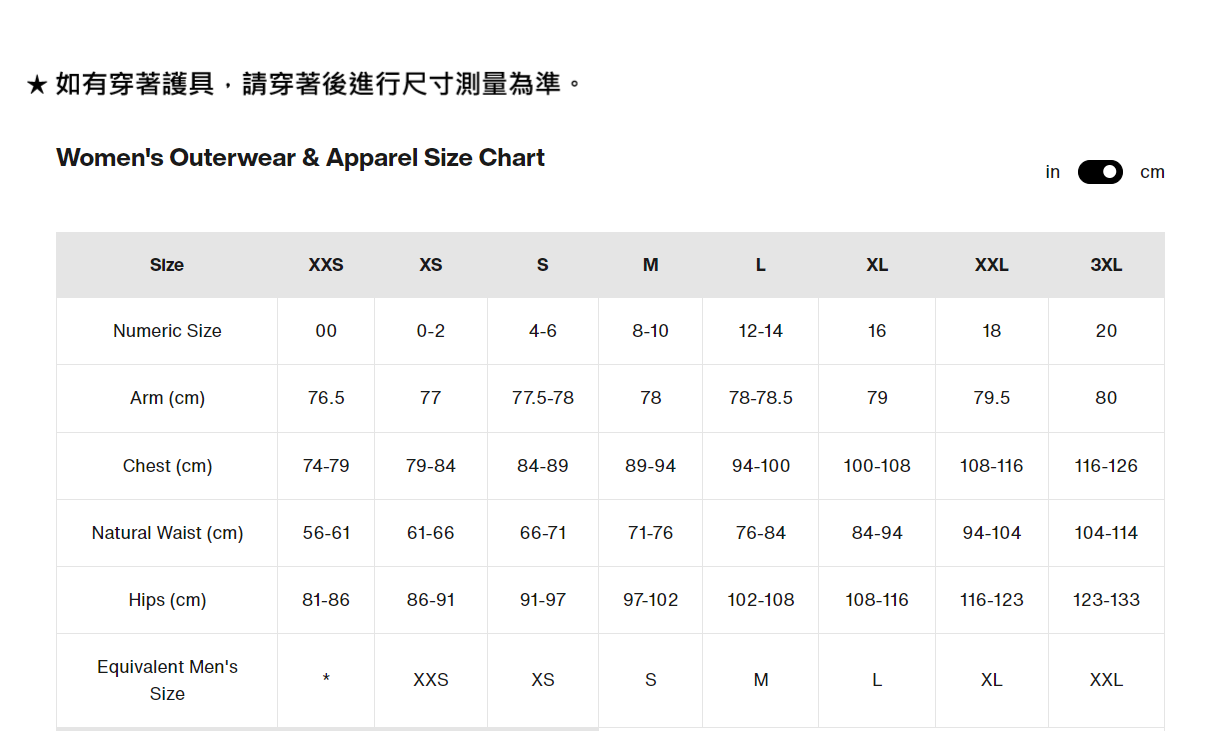 ★ 如有穿著護具，請穿著後進行尺寸測量為準。
Women's Outerwear & Apparel Size Chart
in cm
SIze XXS XS S M L XL XXL 3XL
Numeric Size 00 0-2 4-6 8-10 12-14 16 18 20
Arm (cm) 76.5 77 77.5-78 78 78-78.5 79 79.5 80
Chest (cm) 74-79 79-84 84-89 89-94 94-100 100-108 108-116 116-126
Natural Waist (cm) 56-61 61-66 66-71 71-76 76-84 84-94 94-104 104-114
Hips (cm) 81-86 86-91 91-97 97-102 102-108 108-116 116-123 123-133
Equivalent Men's
Size * XXS XS S M L XL XXL